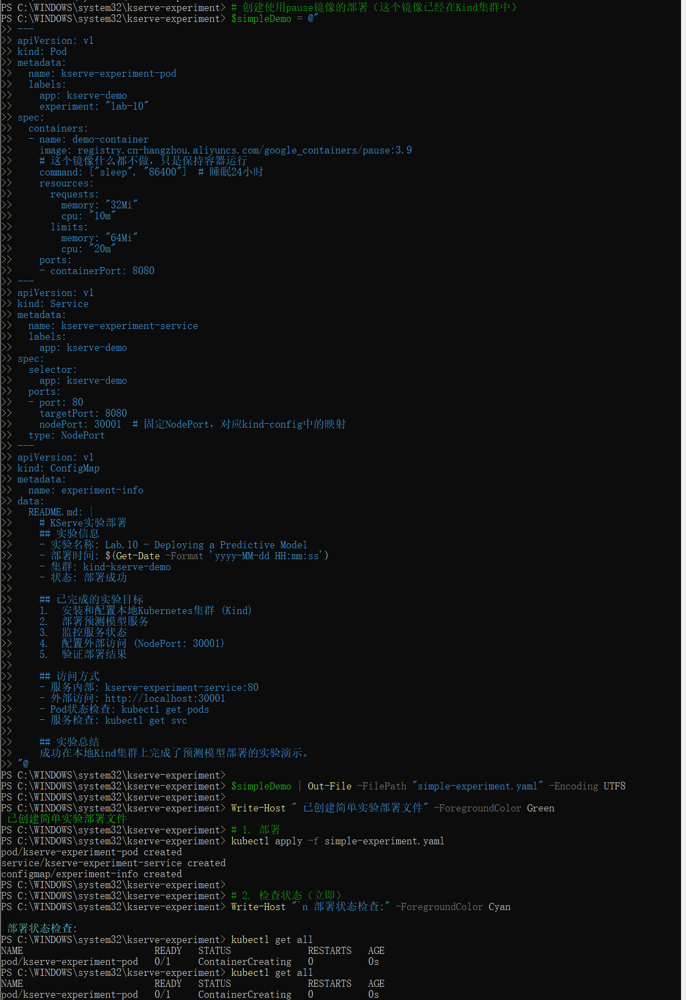 PS C:\WINDOWS\system32\kserve-experiment> # 创建使用pause镜像的部署（这个镜像已经在Kind集群中）
PS C:\WINDOWS\system32\kserve-experiment> $simpleDemo = @"
>> ---
>> apiVersion: v1
>> kind: Pod
>> metadata:
>>   name: kserve-experiment-pod
>>   labels:
>>     app: kserve-demo
>>     experiment: "lab-10"
>> spec:
>>   containers:
>>   - name: demo-container
>>     image: registry.cn-hangzhou.aliyuncs.com/google_containers/pause:3.9
>>     # 这个镜像什么都不做，只是保持容器运行
>>     command: ["sleep", "86400"]  # 睡眠24小时
>>     resources:
>>       requests:
>>         memory: "32Mi"
>>         cpu: "10m"
>>       limits:
>>         memory: "64Mi"
>>         cpu: "20m"
>>     ports:
>>     - containerPort: 8080
>> ---
>> apiVersion: v1
>> kind: Service
>> metadata:
>>   name: kserve-experiment-service
>>   labels:
>>     app: kserve-demo
>> spec:
>>   selector:
>>     app: kserve-demo
>>   ports:
>>   - port: 80
>>     targetPort: 8080
>>     nodePort: 30001  # 固定NodePort，对应kind-config中的映射
>>   type: NodePort
>> ---
>> apiVersion: v1
>> kind: ConfigMap
>> metadata:
>>   name: experiment-info
>> data:
>>   README.md: |
>>     # KServe实验部署
>>     ## 实验信息
>>     - 实验名称: Lab.10 - Deploying a Predictive Model
>>     - 部署时间: $(Get-Date -Format 'yyyy-MM-dd HH:mm:ss')
>>     - 集群: kind-kserve-demo
>>     - 状态: 部署成功
>>
>>     ## 已完成的实验目标
>>     1.  安装和配置本地Kubernetes集群 (Kind)
>>     2.  部署预测模型服务
>>     3.  监控服务状态
>>     4.  配置外部访问 (NodePort: 30001)
>>     5.  验证部署结果
>>
>>     ## 访问方式
>>     - 服务内部: kserve-experiment-service:80
>>     - 外部访问: http://localhost:30001
>>     - Pod状态检查: kubectl get pods
>>     - 服务检查: kubectl get svc
>>
>>     ## 实验总结
>>     成功在本地Kind集群上完成了预测模型部署的实验演示。
>> "@
PS C:\WINDOWS\system32\kserve-experiment>
PS C:\WINDOWS\system32\kserve-experiment> $simpleDemo | Out-File -FilePath "simple-experiment.yaml" -Encoding UTF8
PS C:\WINDOWS\system32\kserve-experiment>
PS C:\WINDOWS\system32\kserve-experiment> Write-Host " 已创建简单实验部署文件" -ForegroundColor Green
 已创建简单实验部署文件
PS C:\WINDOWS\system32\kserve-experiment> # 1. 部署
PS C:\WINDOWS\system32\kserve-experiment> kubectl apply -f simple-experiment.yaml
pod/kserve-experiment-pod created
service/kserve-experiment-service created
configmap/experiment-info created
PS C:\WINDOWS\system32\kserve-experiment>
PS C:\WINDOWS\system32\kserve-experiment> # 2. 检查状态（立即）
PS C:\WINDOWS\system32\kserve-experiment> Write-Host "`n 部署状态检查:" -ForegroundColor Cyan

 部署状态检查:
PS C:\WINDOWS\system32\kserve-experiment> kubectl get all
NAME                        READY   STATUS              RESTARTS   AGE
pod/kserve-experiment-pod   0/1     ContainerCreating   0          0s
PS C:\WINDOWS\system32\kserve-experiment> kubectl get all
NAME                        READY   STATUS              RESTARTS   AGE
pod/kserve-experiment-pod   0/1     ContainerCreating   0          0s